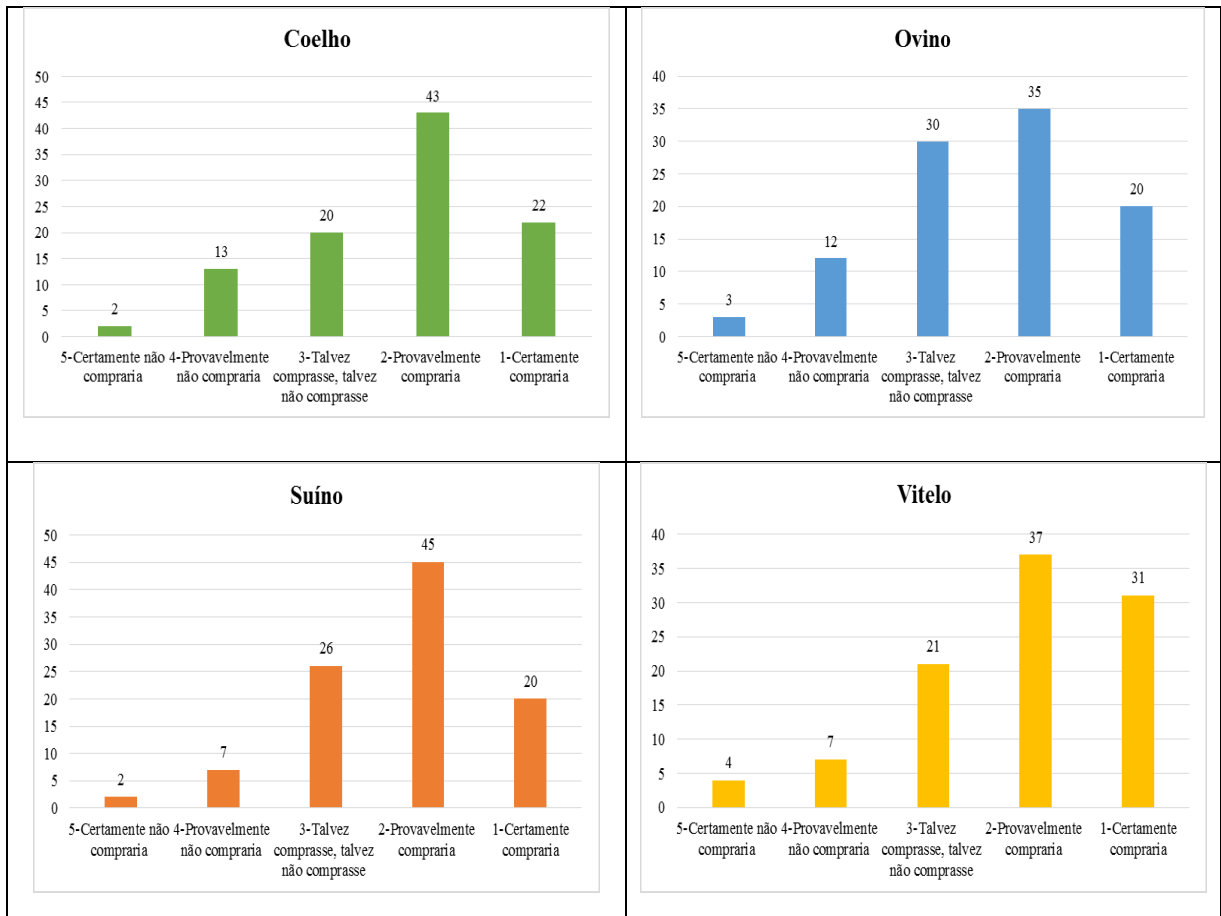 Coelho
50
45
40
35
30
25
20
15
10
5
0
2
13
20
43
22
5-Certamente não compraria
4-Provavelmente não compraria
3-Talvez comprasse, talvez não comprasse
2-Provavelmente compraria
1-Certamente compraria
Ovino
40
35
30
25
20
15
10
5
0
3
12
30
35
20
5-Certamente não compraria
4-Provavelmente não compraria
3-Talvez comprasse, talvez não comprasse
2-Provavelmente compraria
1-Certamente compraria
Suíno
50
45
40
35
30
25
20
15
10
5
0
2
7
26
45
20
5-Certamente não compraria
4-Provavelmente não compraria
3-Talvez comprasse, talvez não comprasse
2-Provavelmente compraria
1-Certamente compraria
Vitelo
40
35
30
25
20
15
10
5
0
4
7
21
37
31
5-Certamente não compraria
4-Provavelmente não compraria
3-Talvez comprasse, talvez não comprasse
2-Provavelmente compraria
1-Certamente compraria